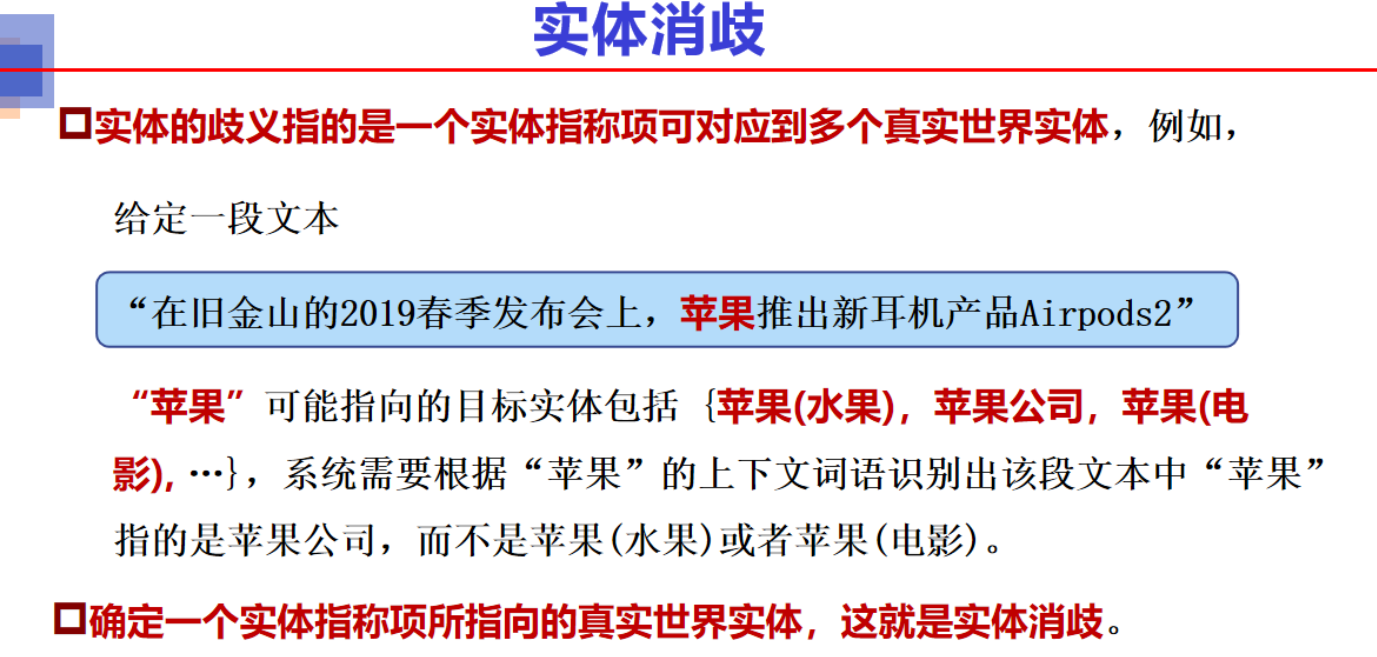 实体消歧
实体的歧义指的是一个实体指称项可对应到多个真实世界实体，例如，
给定一段文本
“在旧金山的2019春季发布会上，苹果推出新耳机产品Airpods2”
“苹果”可能指向的目标实体包括 {苹果(水果)，苹果公司，苹果(电
影), …}，系统需要根据“苹果”的上下文词语识别出该段文本中“苹果”
指的是苹果公司，而不是苹果(水果)或者苹果(电影)。
确定一个实体指称项所指向的真实世界实体，这就是实体消歧。